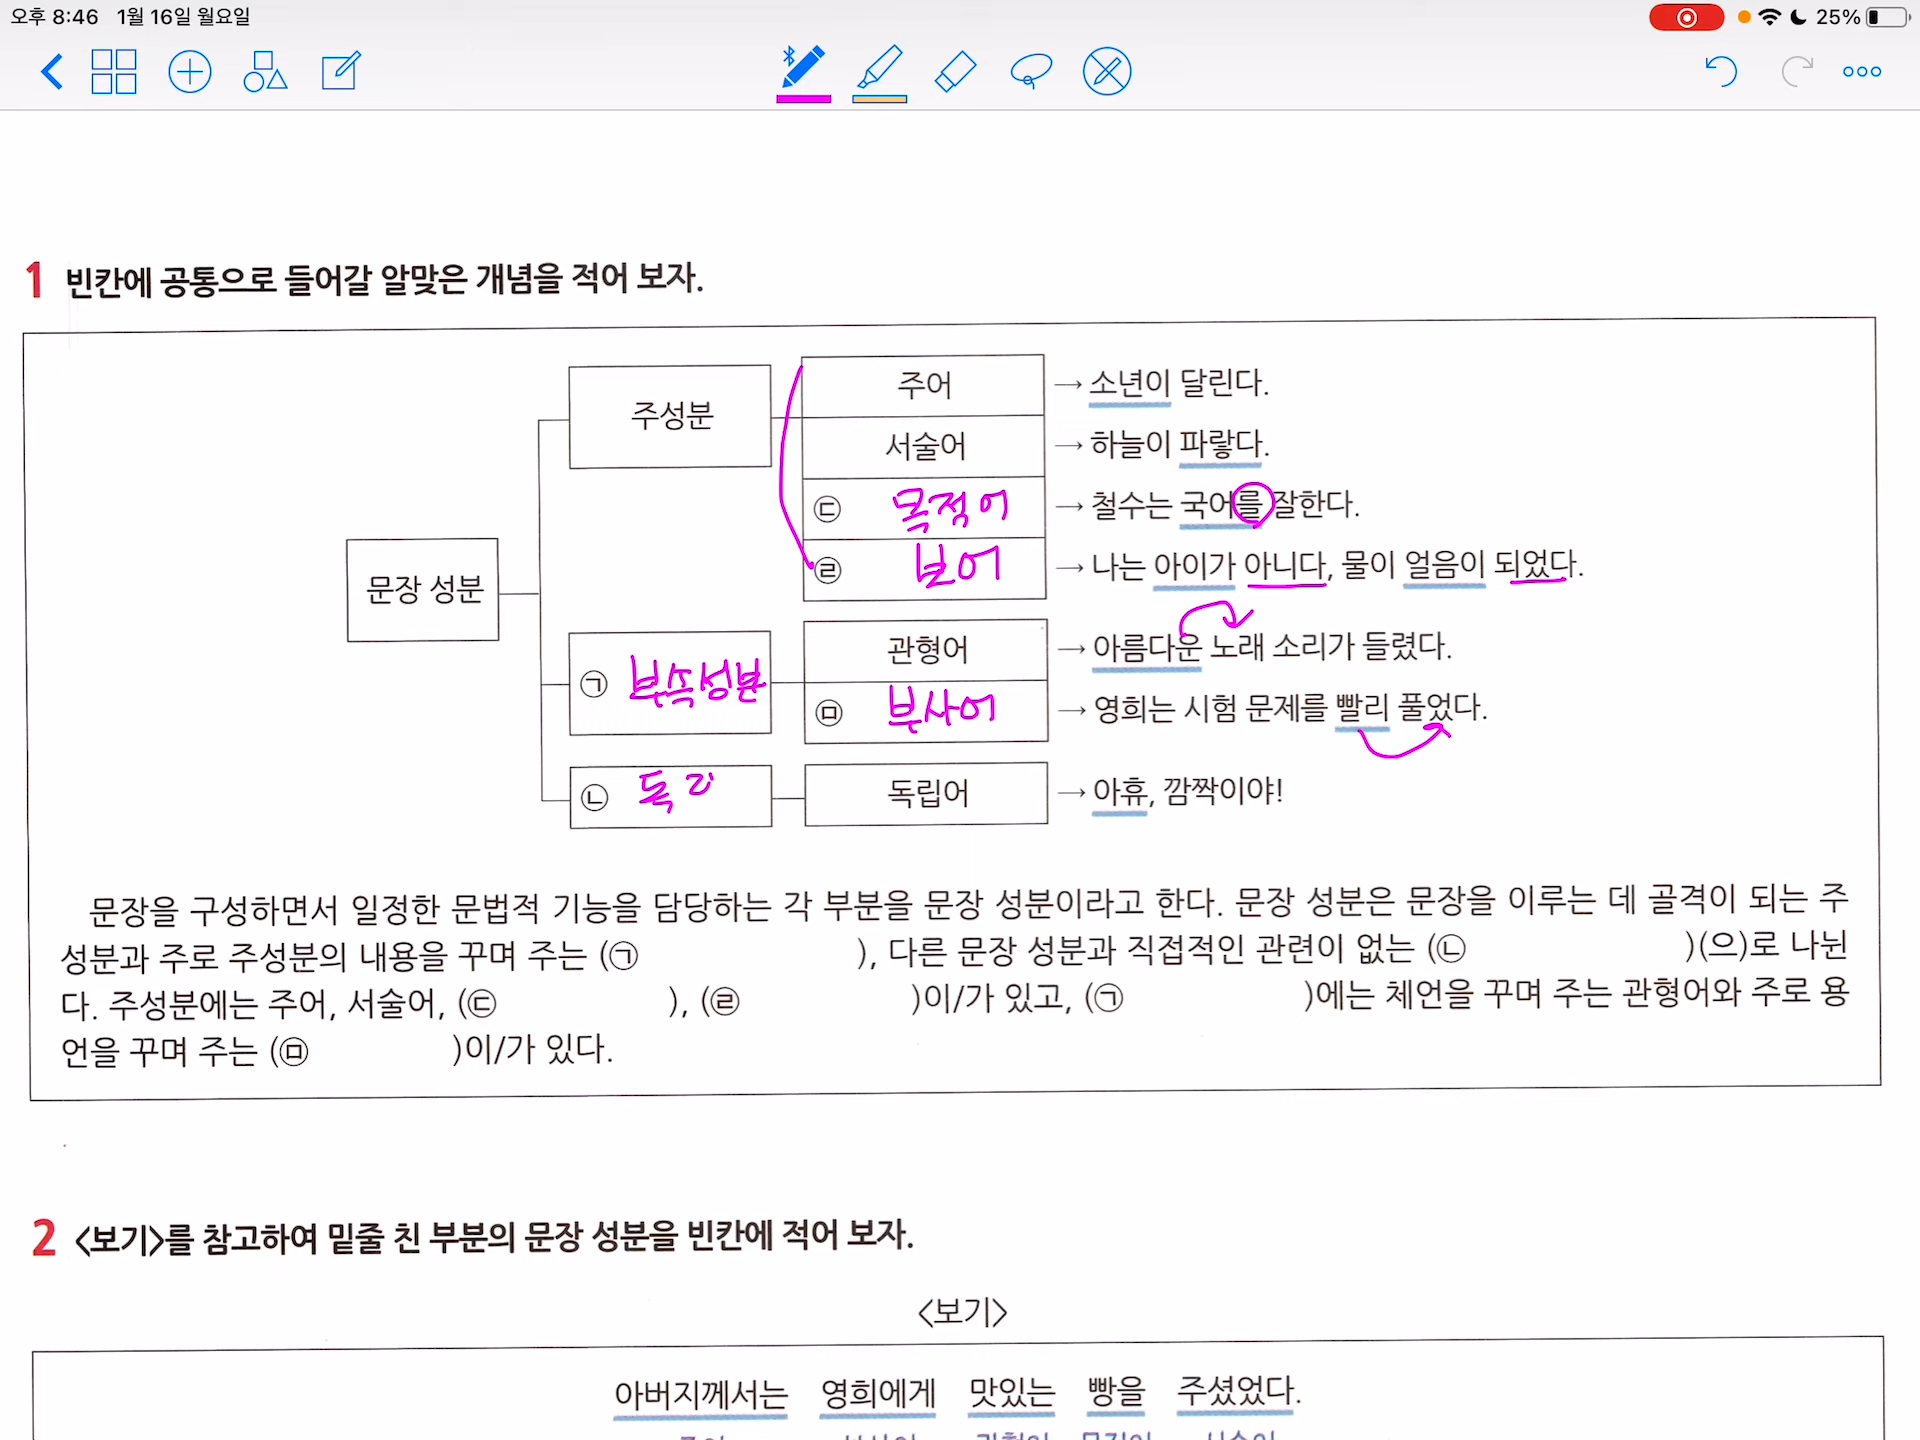 오후 8:46 1월 16일 월요일
25%
1 빈칸에 공통으로 들어갈 알맞은 개념을 적어 보자.
주성분
주어 → 소년이 달린다.
서술어 → 하늘이 파랗다.
㉢ 목적어 → 철수는 국어를 잘한다.
㉣ 보어 → 나는 아이가 아니다, 물이 얼음이 되었다.
문장 성분
㉠ 부속성분
관형어 → 아름다운 노래 소리가 들렸다.
㉤ 부사어 → 영희는 시험 문제를 빨리 풀었다.
㉡ 독
독립어 → 아휴, 깜짝이야!
문장을 구성하면서 일정한 문법적 기능을 담당하는 각 부분을 문장 성분이라고 한다. 문장 성분은 문장을 이루는 데 골격이 되는 주
성분과 주로 주성분의 내용을 꾸며 주는 (㉠ ), 다른 문장 성분과 직접적인 관련이 없는 (㉡ )(으)로 나뉜
다. 주성분에는 주어, 서술어, (㉢ ), (㉣ )이/가 있고, (㉠ )에는 체언을 꾸며 주는 관형어와 주로 용
언을 꾸며 주는 (㉤ )이/가 있다.
2 <보기>를 참고하여 밑줄 친 부분의 문장 성분을 빈칸에 적어 보자.
<보기>
아버지께서는 영희에게 맛있는 빵을 주셨었다.